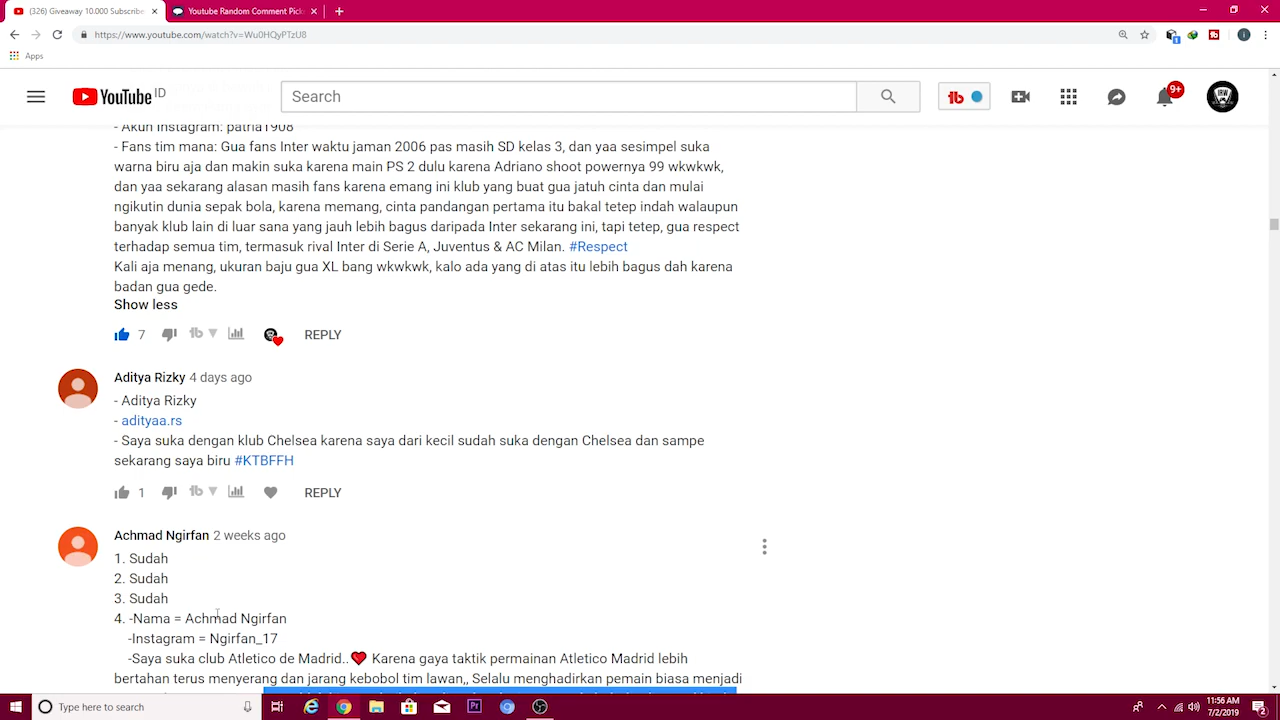 (326) Giveaway 10.000 Subscribe
Youtube Random Comment Pick
https://www.youtube.com/watch?v=Wu0HQyPTzU8
Apps
YouTube ID
Search
9+
- Akun Instagram: patria1908
- Fans tim mana: Gua fans Inter waktu jaman 2006 pas masih SD kelas 3, dan yaa sesimpel suka
warna biru aja dan makin suka karena main PS 2 dulu karena Adriano shoot powernya 99 wkwkwk,
dan yaa sekarang alasan masih fans karena emang ini klub yang buat gua jatuh cinta dan mulai
ngikutin dunia sepak bola, karena memang, cinta pandangan pertama itu bakal tetep indah walaupun
banyak klub lain di luar sana yang jauh lebih bagus daripada Inter sekarang ini, tapi tetep, gua respect
terhadap semua tim, termasuk rival Inter di Serie A, Juventus & AC Milan. #Respect
Kali aja menang, ukuran baju gua XL bang wkwkwk, kalo ada yang di atas itu lebih bagus dah karena
badan gua gede.
Show less
7 REPLY
Aditya Rizky 4 days ago
- Aditya Rizky
- adityaa.rs
- Saya suka dengan klub Chelsea karena saya dari kecil sudah suka dengan Chelsea dan sampe
sekarang saya biru #KTBFFH
1 REPLY
Achmad Ngirfan 2 weeks ago
1. Sudah
2. Sudah
3. Sudah
4. -Nama = Achmad Ngirfan
-Instagram = Ngirfan_17
-Saya suka club Atletico de Madrid..❤ Karena gaya taktik permainan Atletico Madrid lebih
bertahan terus menyerang dan jarang kebobol tim lawan,, Selalu menghadirkan pemain biasa menjadi
Type here to search
11:56 AM
7/2/2019
2